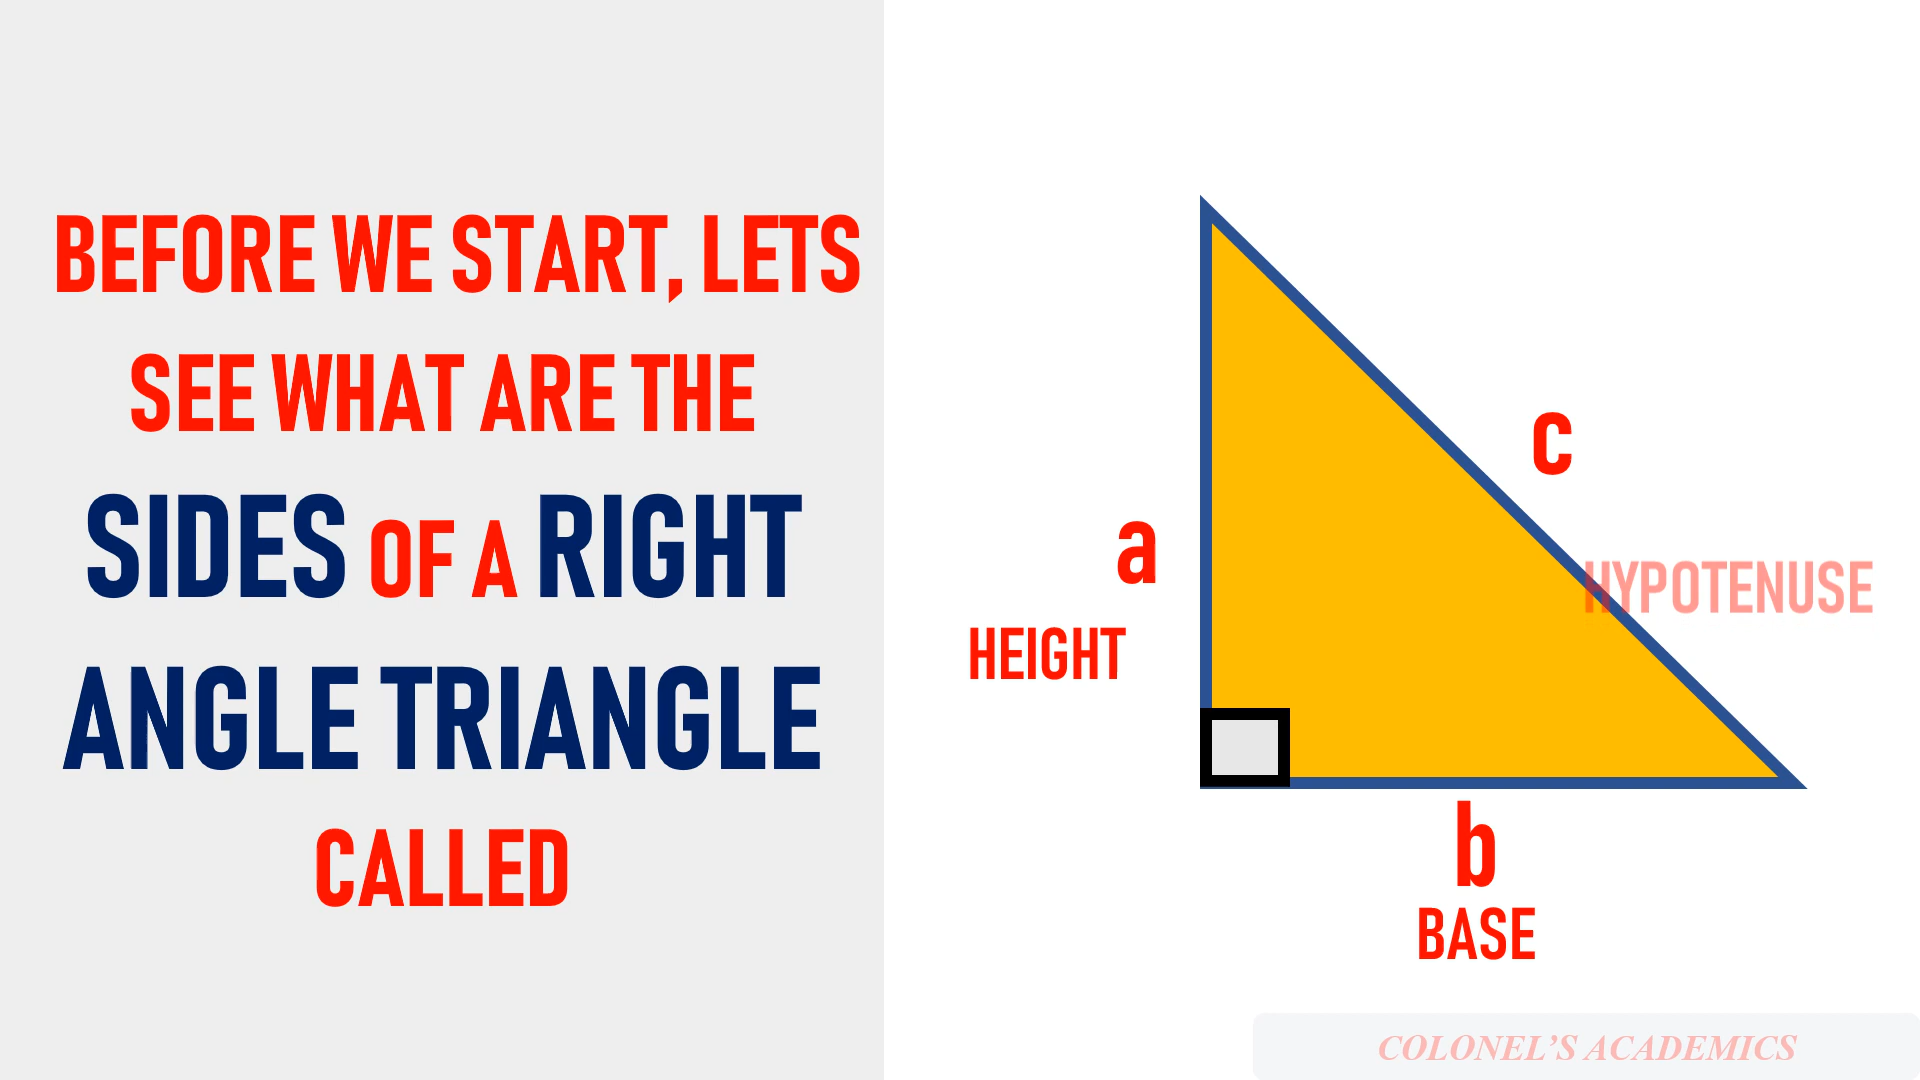 BEFORE WE START, LETS
SEE WHAT ARE THE
SIDES OF A RIGHT
ANGLE TRIANGLE
CALLED
c
a
HYPOTENUSE
HEIGHT
b
BASE
COLONEL’S ACADEMICS